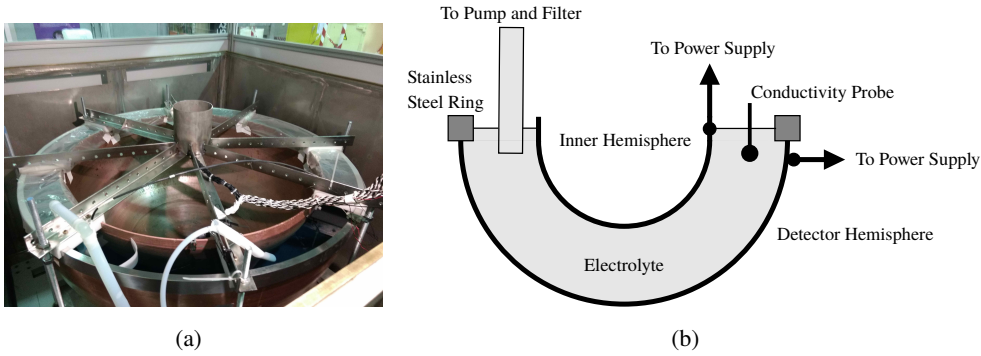 To Pump and Filter
To Power Supply
Stainless
Steel Ring
Conductivity Probe
Inner Hemisphere
To Power Supply
Detector Hemisphere
Electrolyte
(a)
(b)